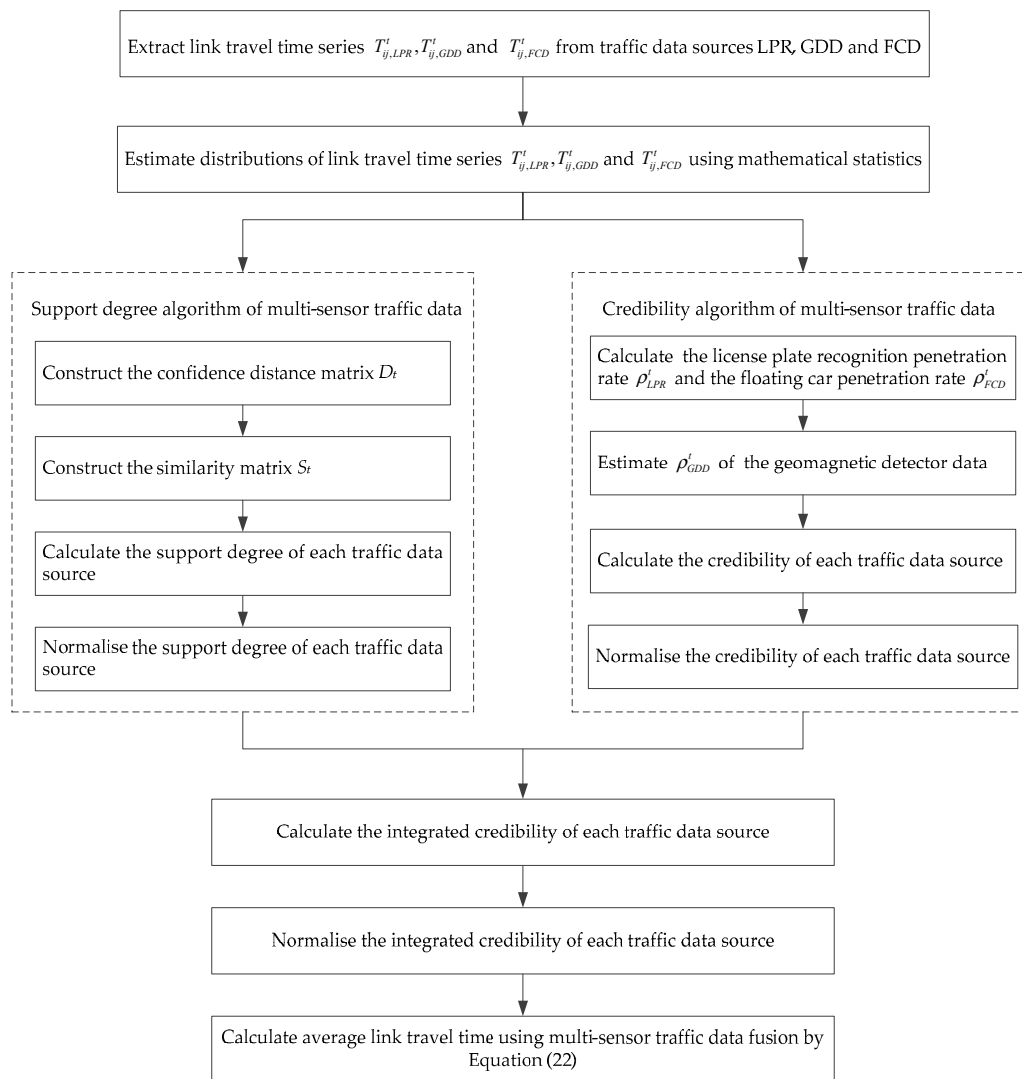 Extract link travel time series T^t_{ij,LPR}, T^t_{ij,GDD} and T^t_{ij,FCD} from traffic data sources LPR, GDD and FCD
Estimate distributions of link travel time series T^t_{ij,LPR}, T^t_{ij,GDD} and T^t_{ij,FCD} using mathematical statistics
Support degree algorithm of multi-sensor traffic data
Construct the confidence distance matrix D_t
Construct the similarity matrix S_t
Calculate the support degree of each traffic data
source
Normalise the support degree of each traffic data
source
Credibility algorithm of multi-sensor traffic data
Calculate the license plate recognition penetration
rate ρ^t_{LPR} and the floating car penetration rate ρ^t_{FCD}
Estimate ρ^t_{GDD} of the geomagnetic detector data
Calculate the credibility of each traffic data source
Normalise the credibility of each traffic data source
Calculate the integrated credibility of each traffic data source
Normalise the integrated credibility of each traffic data source
Calculate average link travel time using multi-sensor traffic data fusion by
Equation (22)